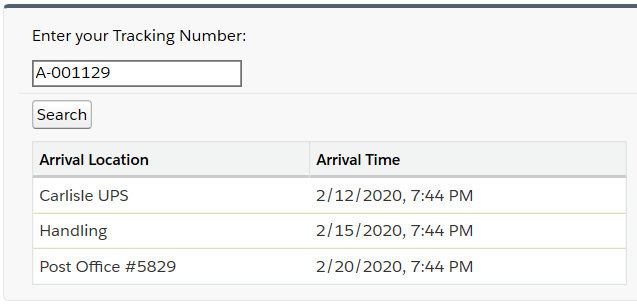 Enter your Tracking Number:
A-001129
Search
Arrival Location Arrival Time
Carlisle UPS 2/12/2020, 7:44 PM
Handling 2/15/2020, 7:44 PM
Post Office #5829 2/20/2020, 7:44 PM